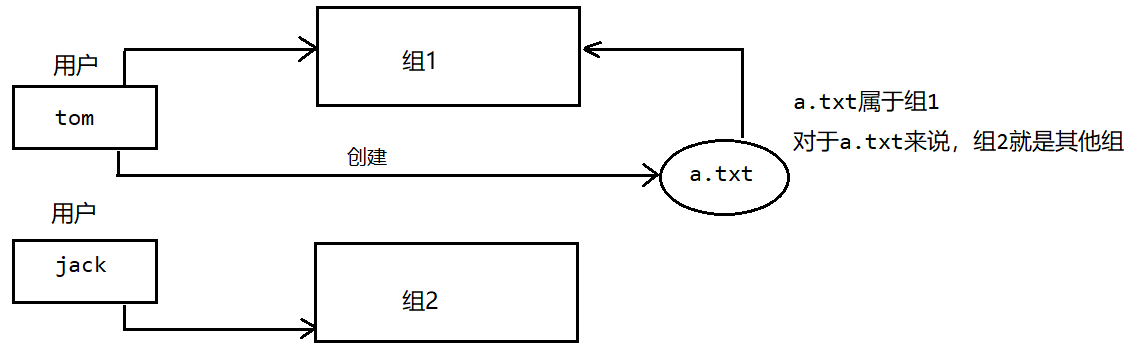 用户
tom
组1
创建
a.txt
a.txt属于组1
对于a.txt来说，组2就是其他组
用户
jack
组2